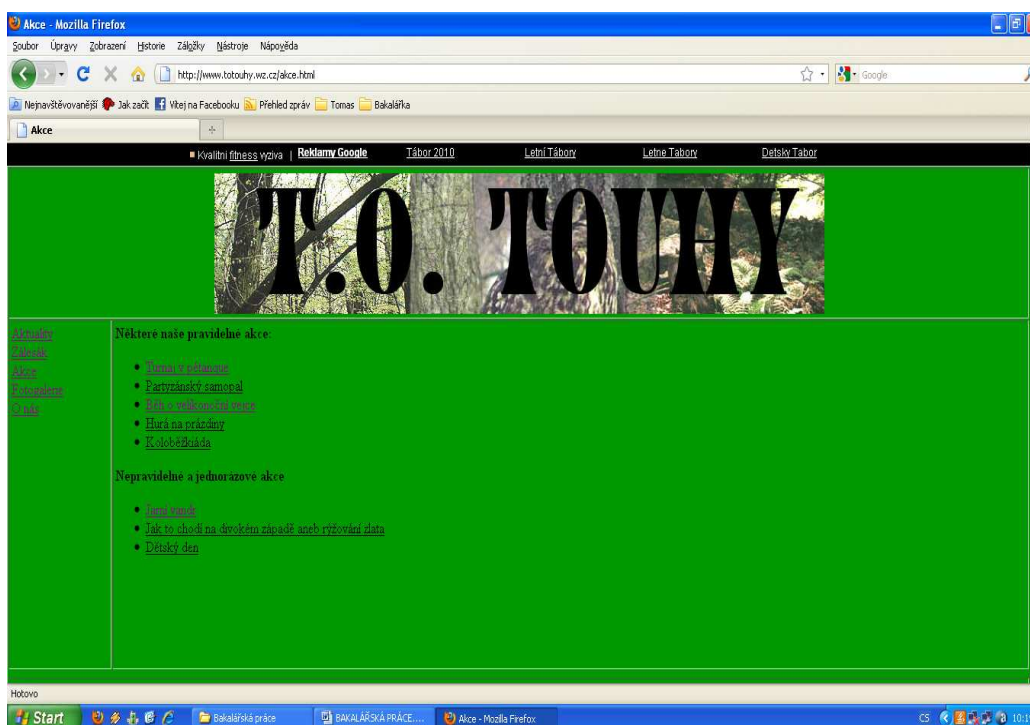 Akce - Mozilla Firefox
Soubor Úpravy Zobrazení Historie Záložky Nástroje Nápověda
http://www.totouhy.wz.cz/akce.html
Google
Nejnavštěvovanější Jak začít Vítej na Facebooku Přehled zpráv Tomas Bakalářka
Akce
Kvalitni fitness vyziva | Reklamy Google Tábor 2010 Letní Tábory Letne Tabory Detsky Tabor
T.O. TOUHY
Aktuality
Zálesák
Akce
Fotogalerie
O nás
Některé naše pravidelné akce:
Turnaj v pétanque
Partyzánský samopal
Běh o velikonoční vejce
Hurá na prázdiny
Koloběžkiáda
Nepravidelné a jednorázové akce
Jarní vandr
Jak to chodí na divokém západě aneb rýžování zlata
Dětský den
Hotovo
Start Bakalářská práce BAKALÁŘSKÁ PRÁCE.... Akce - Mozilla Firefox CS